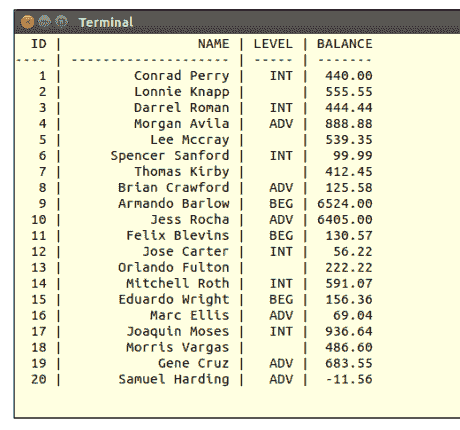 Terminal
ID | NAME | LEVEL | BALANCE
---- | -------------------- | ----- | -------
1 | Conrad Perry | INT | 440.00
2 | Lonnie Knapp | | 555.55
3 | Darrel Roman | INT | 444.44
4 | Morgan Avila | ADV | 888.88
5 | Lee Mccray | | 539.35
6 | Spencer Sanford | INT | 99.99
7 | Thomas Kirby | | 412.45
8 | Brian Crawford | ADV | 125.58
9 | Armando Barlow | BEG | 6524.00
10 | Jess Rocha | ADV | 6405.00
11 | Felix Blevins | BEG | 130.57
12 | Jose Carter | INT | 56.22
13 | Orlando Fulton | | 222.22
14 | Mitchell Roth | INT | 591.07
15 | Eduardo Wright | BEG | 156.36
16 | Marc Ellis | ADV | 69.04
17 | Joaquin Moses | INT | 936.64
18 | Morris Vargas | | 486.60
19 | Gene Cruz | ADV | 683.55
20 | Samuel Harding | ADV | -11.56